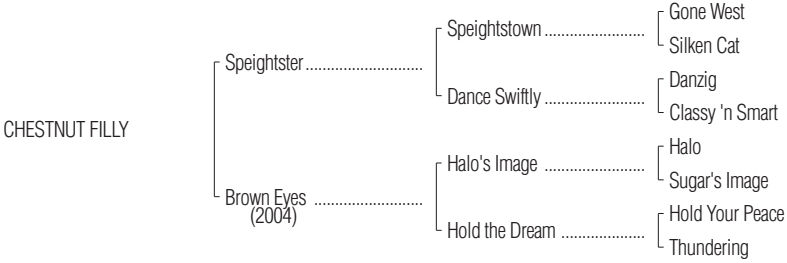 Gone West
Speightstown ........................
Silken Cat
Speightster............................
Danzig
Dance Swiftly ........................
Classy 'n Smart
CHESTNUT FILLY
Halo
Halo's Image ........................
Sugar's Image
Brown Eyes ..........................
(2004)
Hold Your Peace
Hold the Dream ....................
Thundering